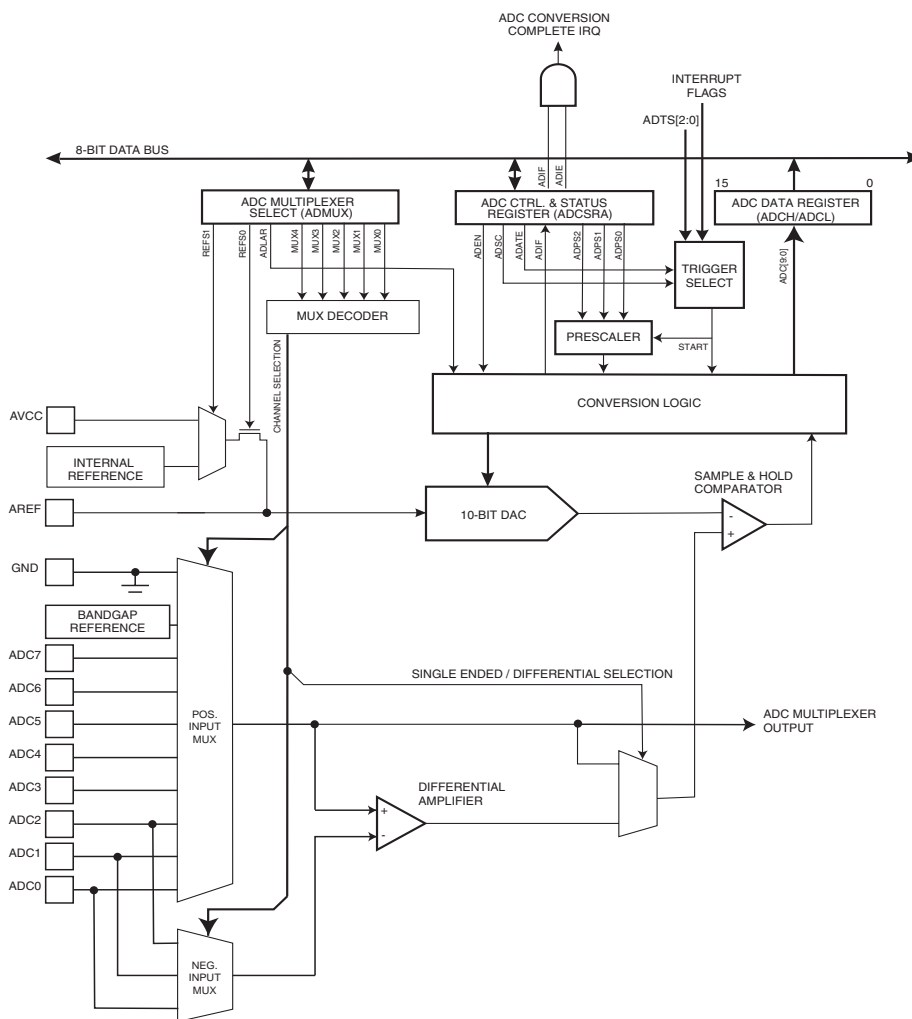 ADC CONVERSION
COMPLETE IRQ
INTERRUPT
FLAGS
ADTS[2:0]
8-BIT DATA BUS
ADIF
ADIE
15
0
ADC MULTIPLEXER
SELECT (ADMUX)
ADC CTRL. & STATUS
REGISTER (ADCSRA)
ADC DATA REGISTER
(ADCH/ADCL)
REFS1
REFS0
ADLAR
MUX4
MUX3
MUX2
MUX1
MUX0
ADEN
ADSC
ADATE
ADIF
ADPS2
ADPS1
ADPS0
ADC[9:0]
TRIGGER
SELECT
MUX DECODER
PRESCALER
START
CHANNEL SELECTION
CONVERSION LOGIC
AVCC
INTERNAL
REFERENCE
SAMPLE & HOLD
COMPARATOR
AREF
10-BIT DAC
-
+
GND
BANDGAP
REFERENCE
ADC7
SINGLE ENDED / DIFFERENTIAL SELECTION
ADC6
ADC5
POS.
INPUT
MUX
ADC MULTIPLEXER
OUTPUT
ADC4
ADC3
DIFFERENTIAL
AMPLIFIER
ADC2
+
-
ADC1
ADC0
NEG.
INPUT
MUX